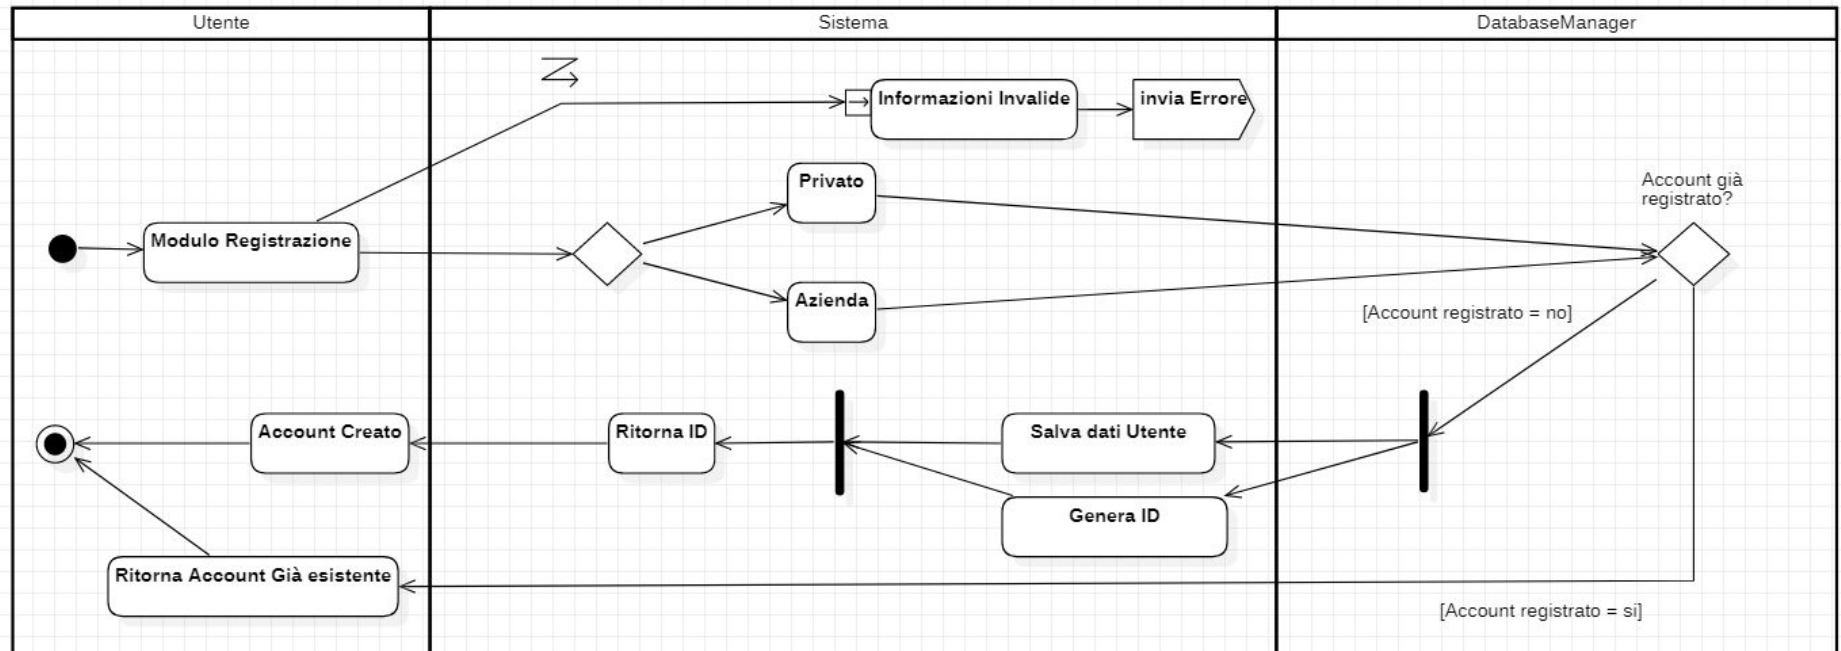 Utente
Sistema
DatabaseManager
Informazioni Invalide
invia Errore
Privato
Account già
registrato?
Modulo Registrazione
Azienda
[Account registrato = no]
Account Creato
Ritorna ID
Salva dati Utente
Genera ID
Ritorna Account Già esistente
[Account registrato = si]